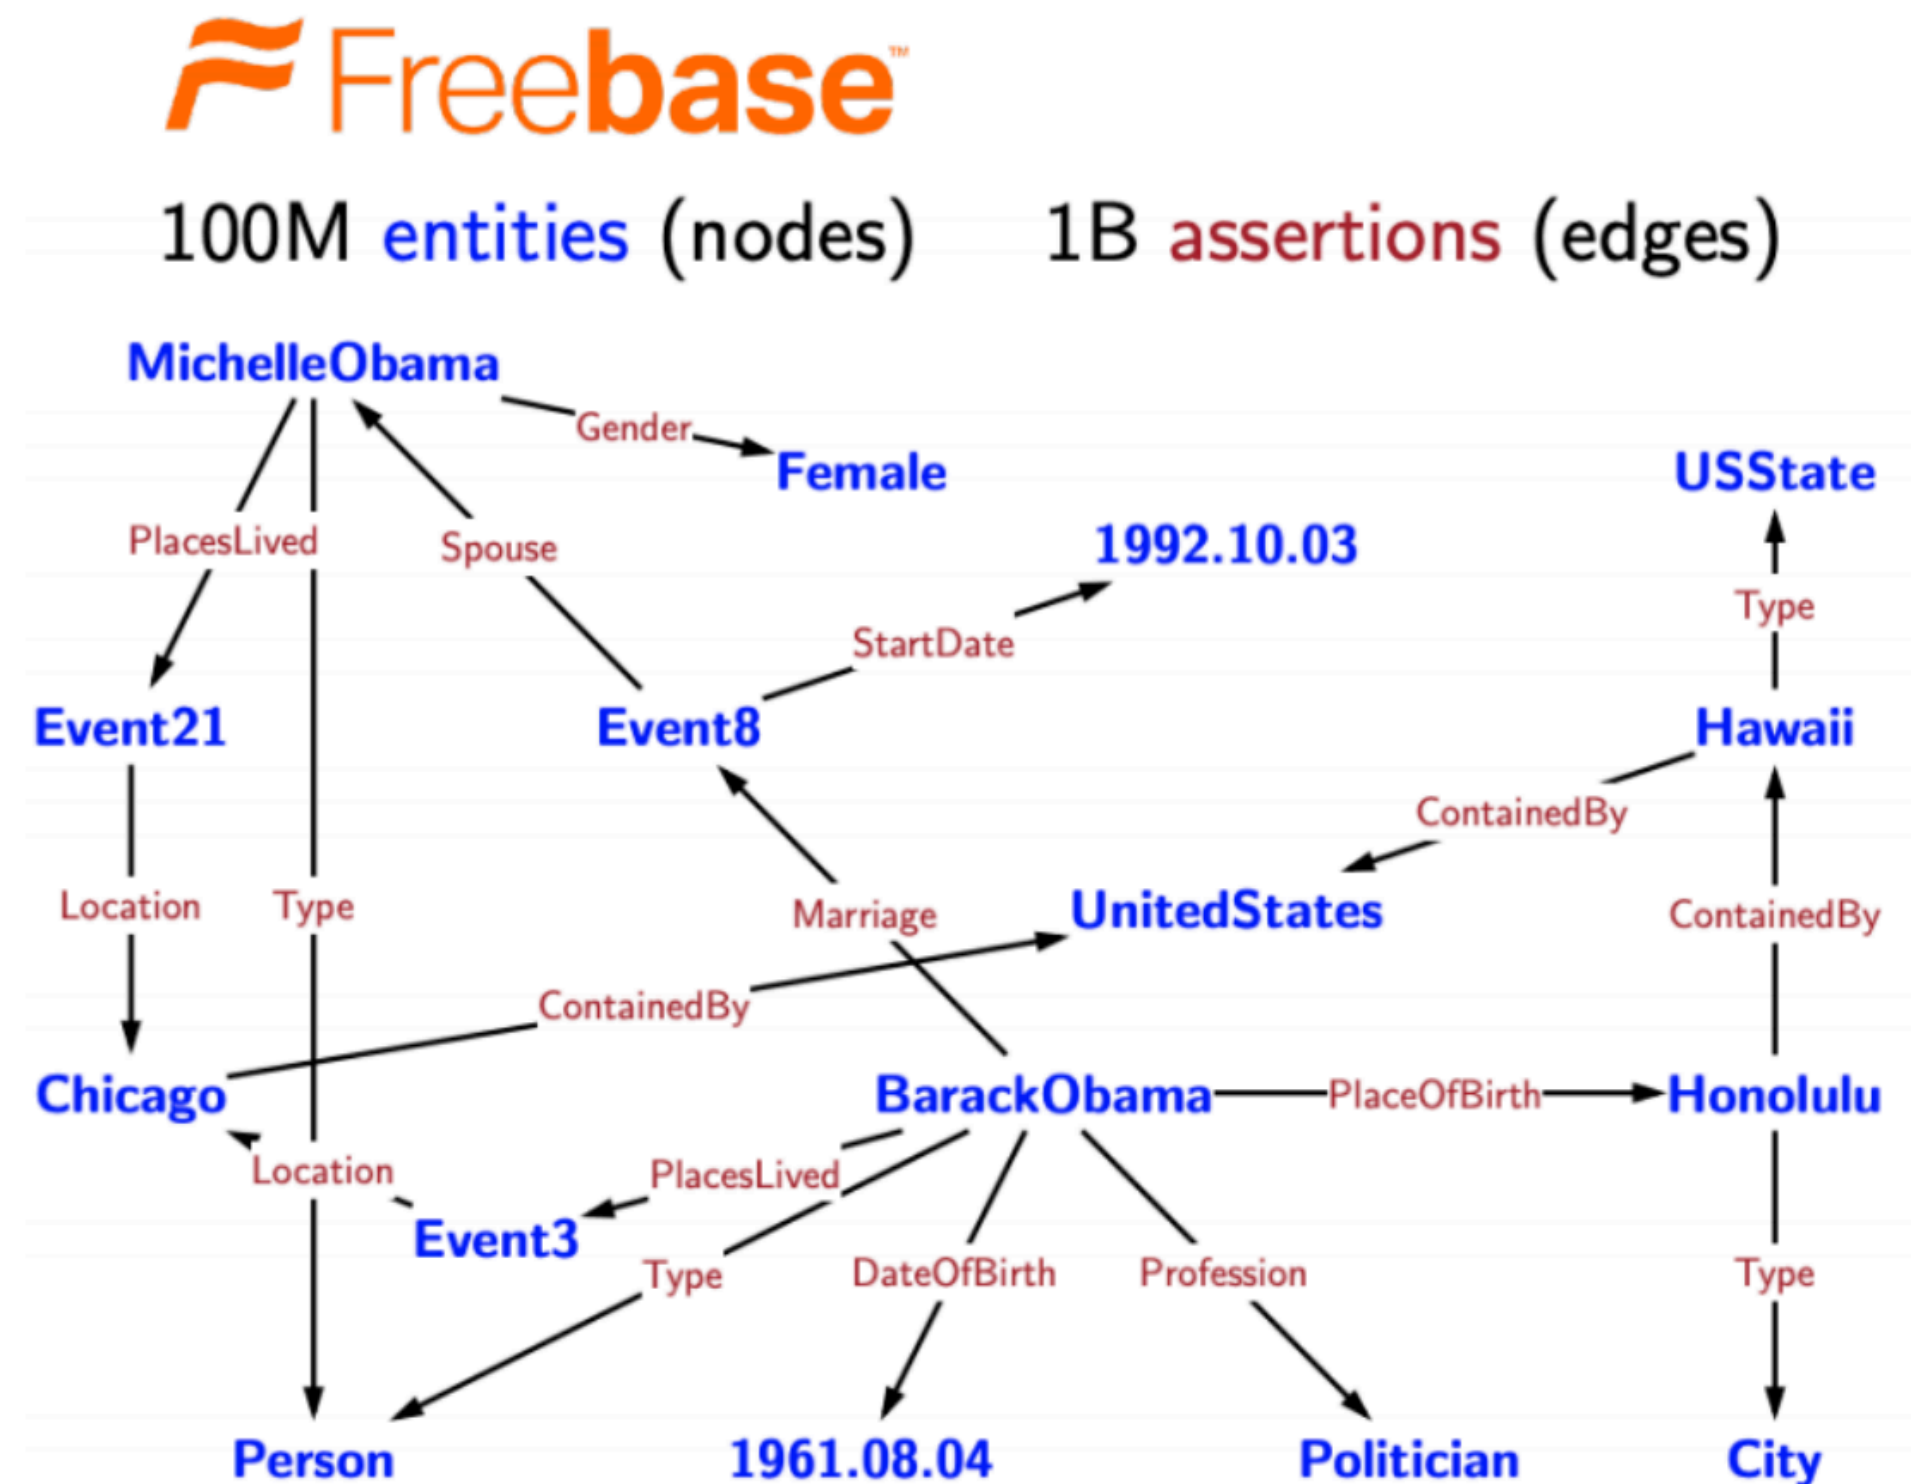 Freebase™
100M entities (nodes) 1B assertions (edges)
MichelleObama
Gender
Female
USState
PlacesLived
Spouse
1992.10.03
Type
StartDate
Event21
Event8
Hawaii
ContainedBy
Location
Type
Marriage
UnitedStates
ContainedBy
ContainedBy
Chicago
BarackObama
PlaceOfBirth
Honolulu
Location
PlacesLived
Event3
Type
DateOfBirth
Profession
Type
Person
1961.08.04
Politician
City